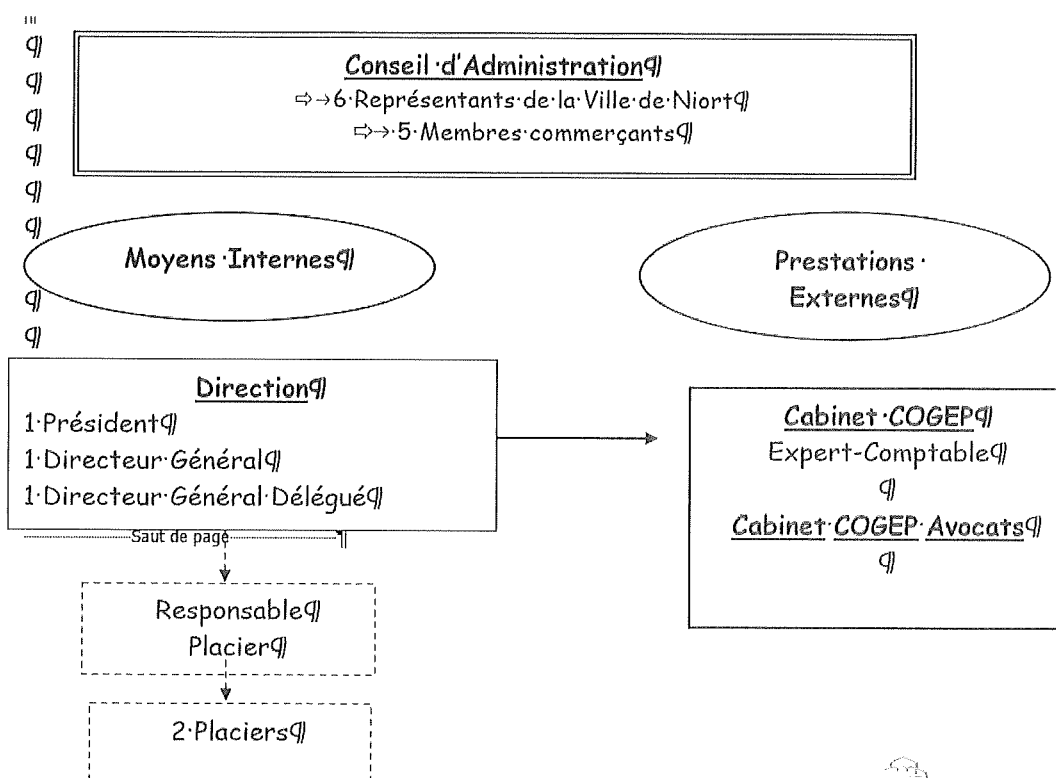 Conseil d'Administration¶
⇨→6 Représentants de la Ville de Niort¶
⇨→5 Membres commerçants¶
Moyens Internes¶
Prestations
Externes¶
Direction¶
1 Président¶
1 Directeur Général¶
1 Directeur Général Délégué¶
Cabinet COGEP¶
Expert-Comptable¶
¶
Cabinet COGEP Avocats¶
¶
Saut de page
Responsable¶
Placier¶
2 Placiers¶